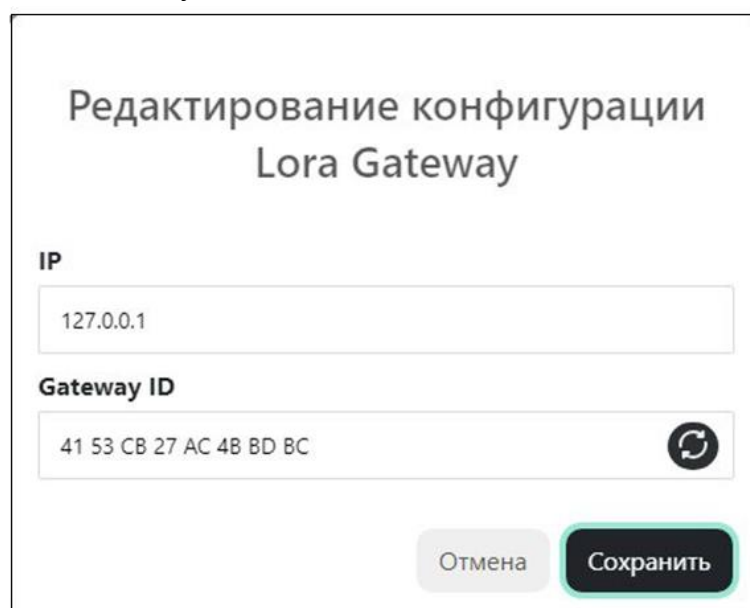 Редактирование конфигурации
Lora Gateway
IP
127.0.0.1
Gateway ID
41 53 CB 27 AC 4B BD BC
Отмена
Сохранить